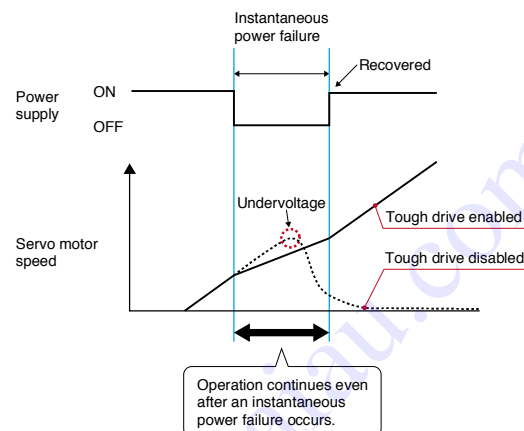 Instantaneous
power failure
Recovered
Power
supply
ON
OFF
Undervoltage
Tough drive enabled
Servo motor
speed
Tough drive disabled
Operation continues even
after an instantaneous
power failure occurs.